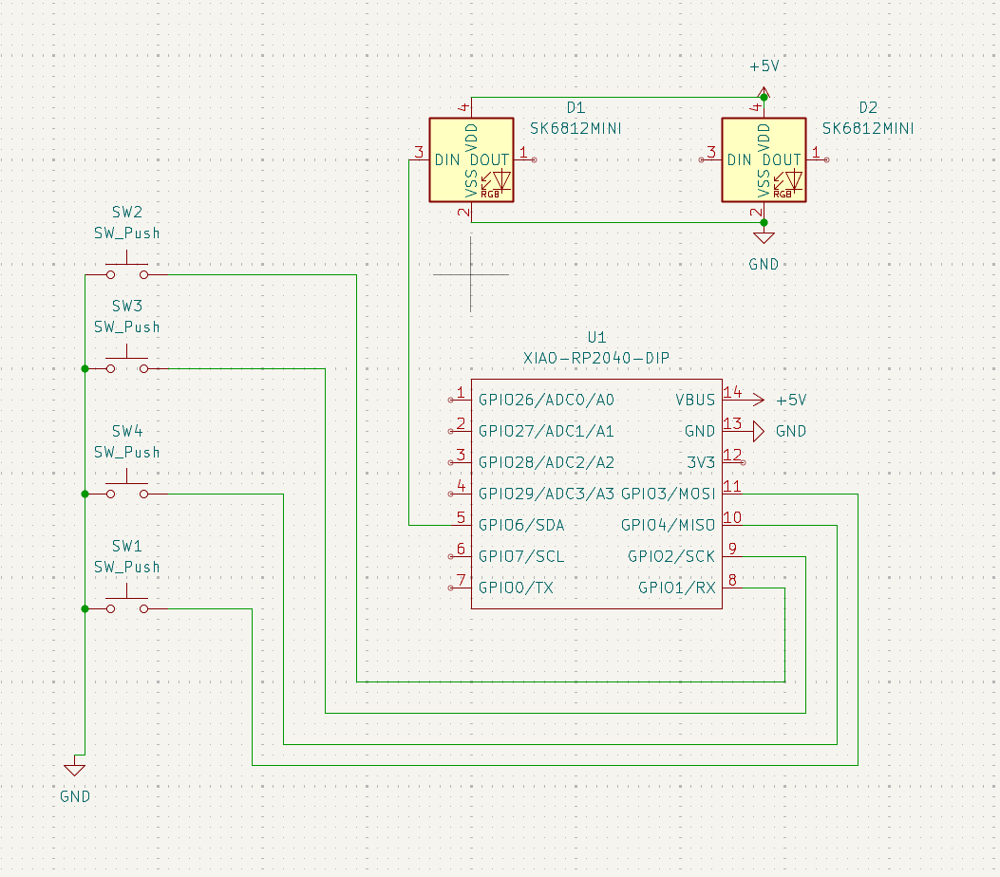 +5V
D1
SK6812MINI
D2
SK6812MINI
4
VDD
3
DIN
DOUT
1
VSS
RGB
2
4
VDD
3
DIN
DOUT
1
VSS
RGB
2
GND
SW2
SW_Push
SW3
SW_Push
SW4
SW_Push
SW1
SW_Push
GND
U1
XIAO-RP2040-DIP
1 GPIO26/ADC0/A0 VBUS 14 +5V
2 GPIO27/ADC1/A1 GND 13 GND
3 GPIO28/ADC2/A2 3V3 12
4 GPIO29/ADC3/A3 GPIO3/MOSI 11
5 GPIO6/SDA GPIO4/MISO 10
6 GPIO7/SCL GPIO2/SCK 9
7 GPIO0/TX GPIO1/RX 8